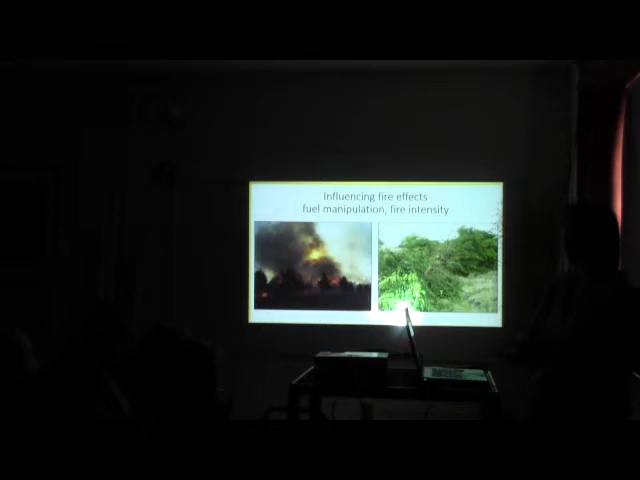 Influencing fire effects
fuel manipulation, fire intensity